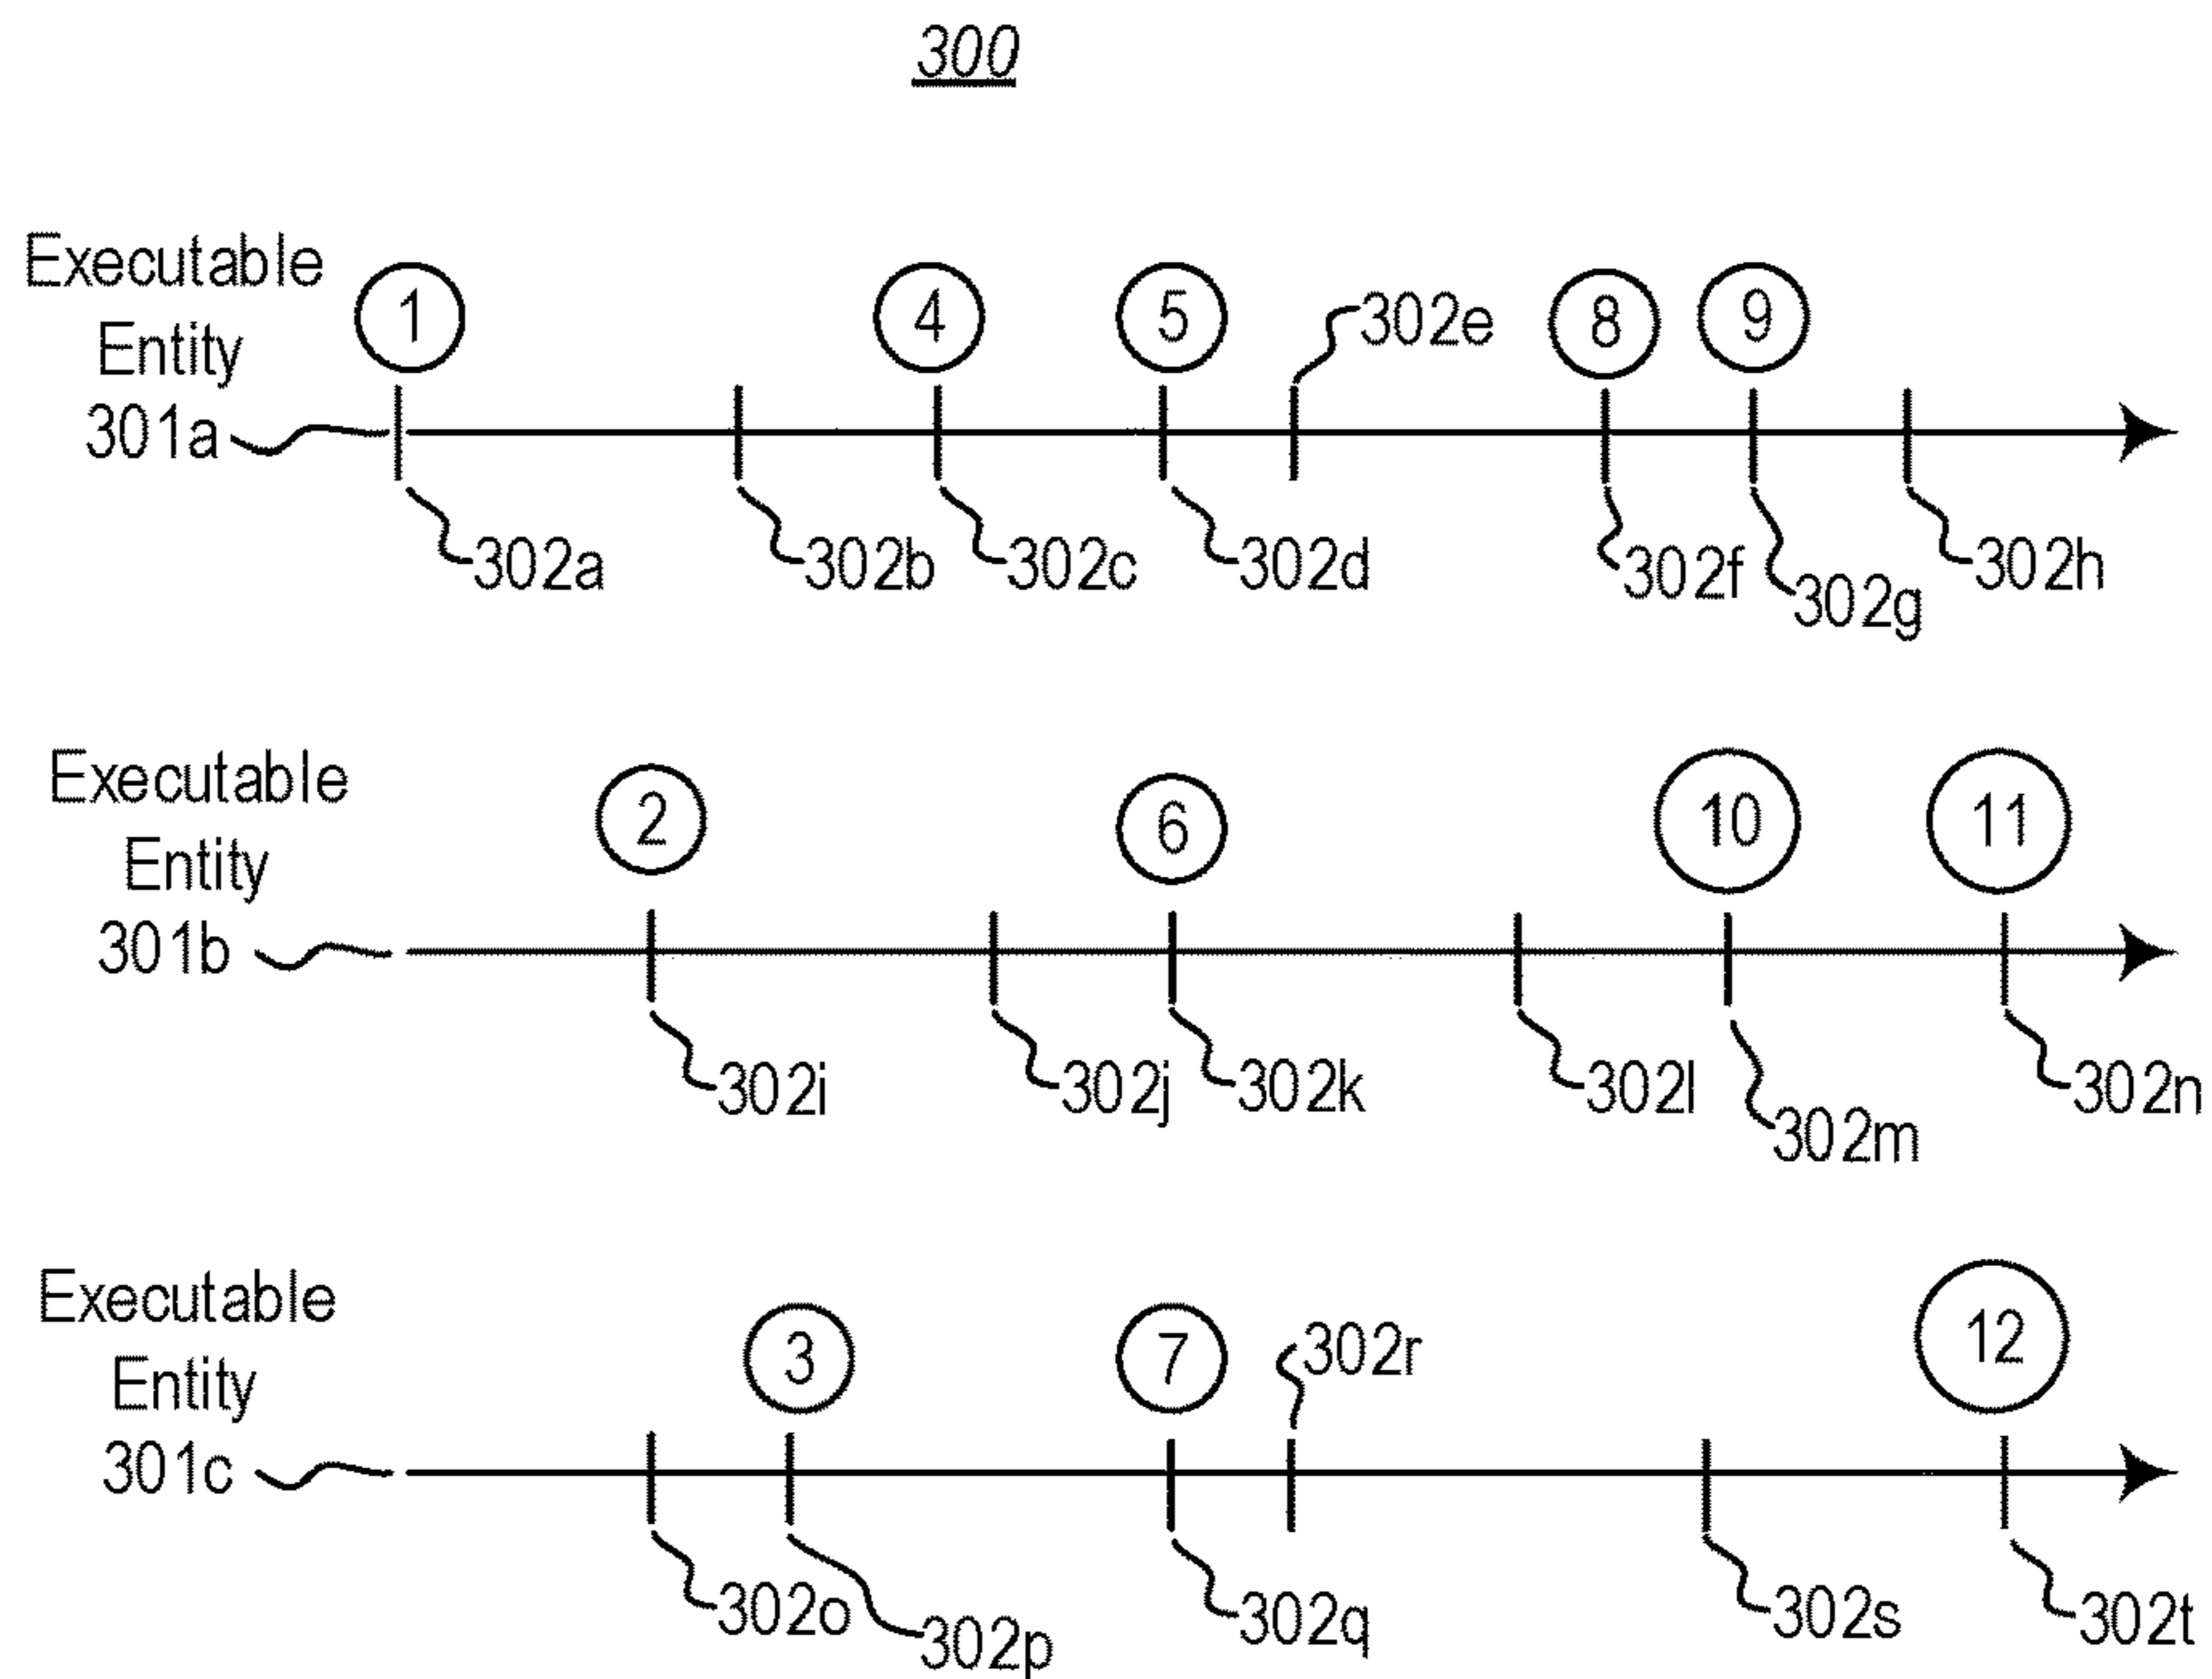 300
Executable
Entity
301a
1
4
5
302e
8
9
302a
302b
302c
302d
302f
302g
302h
Executable
Entity
301b
2
6
10
11
302i
302j
302k
302l
302m
302n
Executable
Entity
301c
3
7
302r
12
302o
302p
302q
302s
302t